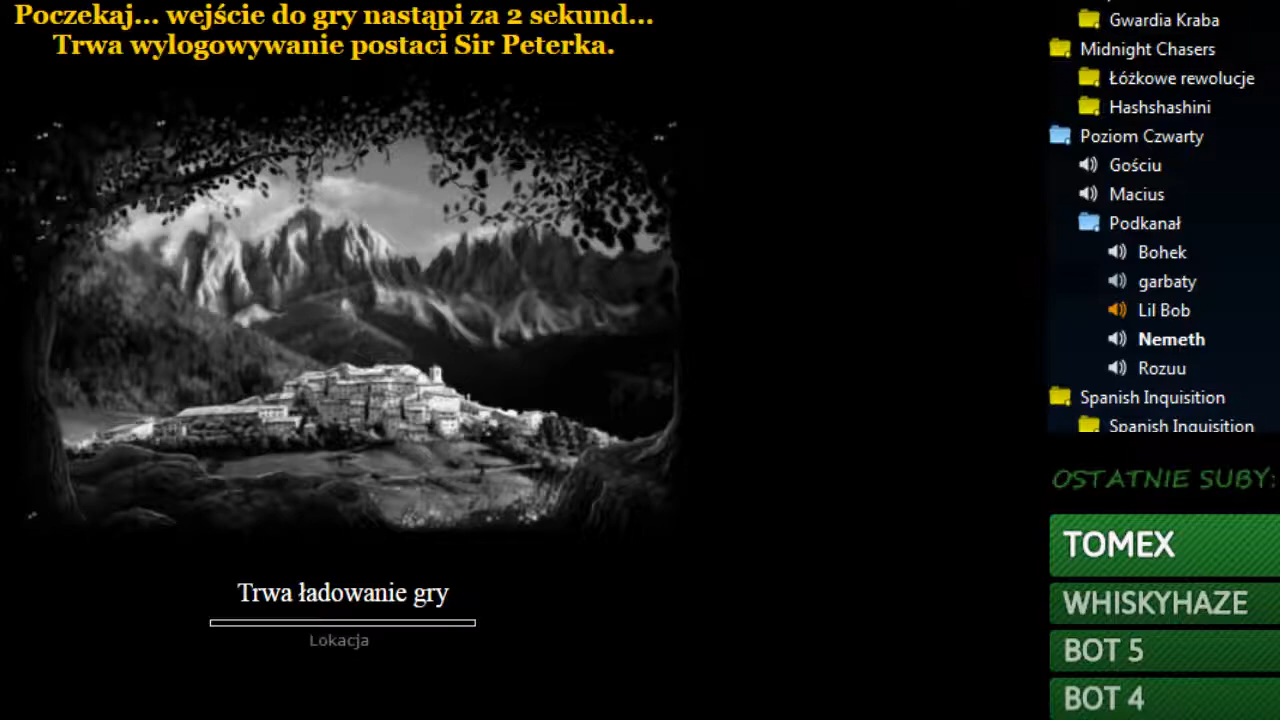 Poczekaj... wejście do gry nastąpi za 2 sekund...
Trwa wylogowywanie postaci Sir Peterka.
Trwa ładowanie gry
Lokacja
Gwardia Kraba
Midnight Chasers
Łóżkowe rewolucje
Hashshashini
Poziom Czwarty
Gościu
Macius
Podkanał
Bohek
garbaty
Lil Bob
Nemeth
Rozuu
Spanish Inquisition
Spanish Inquisition
OSTATNIE SUBY:
TOMEX
WHISKYHAZE
BOT 5
BOT 4